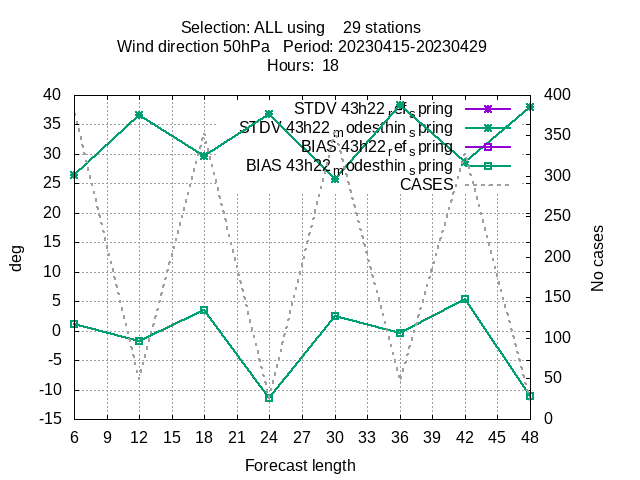 Selection: ALL using    29 stations
Wind direction 50hPa   Period: 20230415-20230429
Hours:  18
STDV 43h22_ref_spring
STDV 43h22_modesthin_spring
BIAS 43h22_ref_spring
BIAS 43h22_modesthin_spring
CASES
40
35
30
25
20
15
10
5
0
-5
-10
-15
deg
400
350
300
250
200
150
100
50
0
No cases
6 9 12 15 18 21 24 27 30 33 36 39 42 45 48
Forecast length